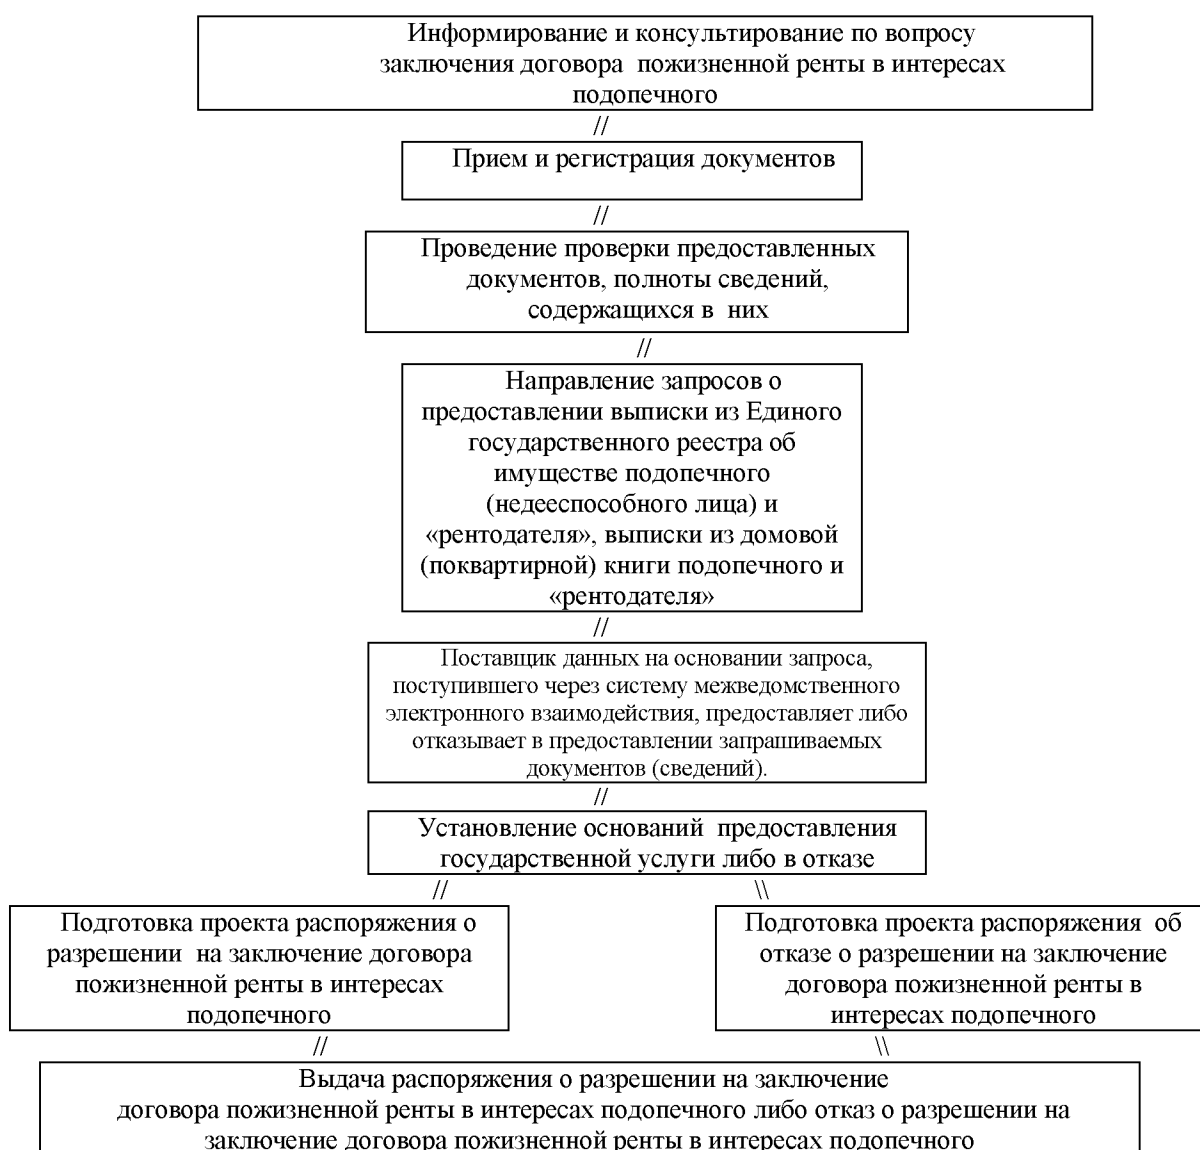 Информирование и консультирование по вопросу
заключения договора пожизненной ренты в интересах
подопечного
//
Прием и регистрация документов
//
Проведение проверки предоставленных
документов, полноты сведений,
содержащихся в них
//
Направление запросов о
предоставлении выписки из Единого
государственного реестра об
имуществе подопечного
(недееспособного лица) и
«рентодателя», выписки из домовой
(поквартирной) книги подопечного и
«рентодателя»
//
Поставщик данных на основании запроса,
поступившего через систему межведомственного
электронного взаимодействия, предоставляет либо
отказывает в предоставлении запрашиваемых
документов (сведений).
//
Установление оснований предоставления
государственной услуги либо в отказе
// \\
Подготовка проекта распоряжения о
разрешении на заключение договора
пожизненной ренты в интересах
подопечного
Подготовка проекта распоряжения об
отказе о разрешении на заключение
договора пожизненной ренты в
интересах подопечного
// \\
Выдача распоряжения о разрешении на заключение
договора пожизненной ренты в интересах подопечного либо отказ о разрешении на
заключение договора пожизненной ренты в интересах подопечного